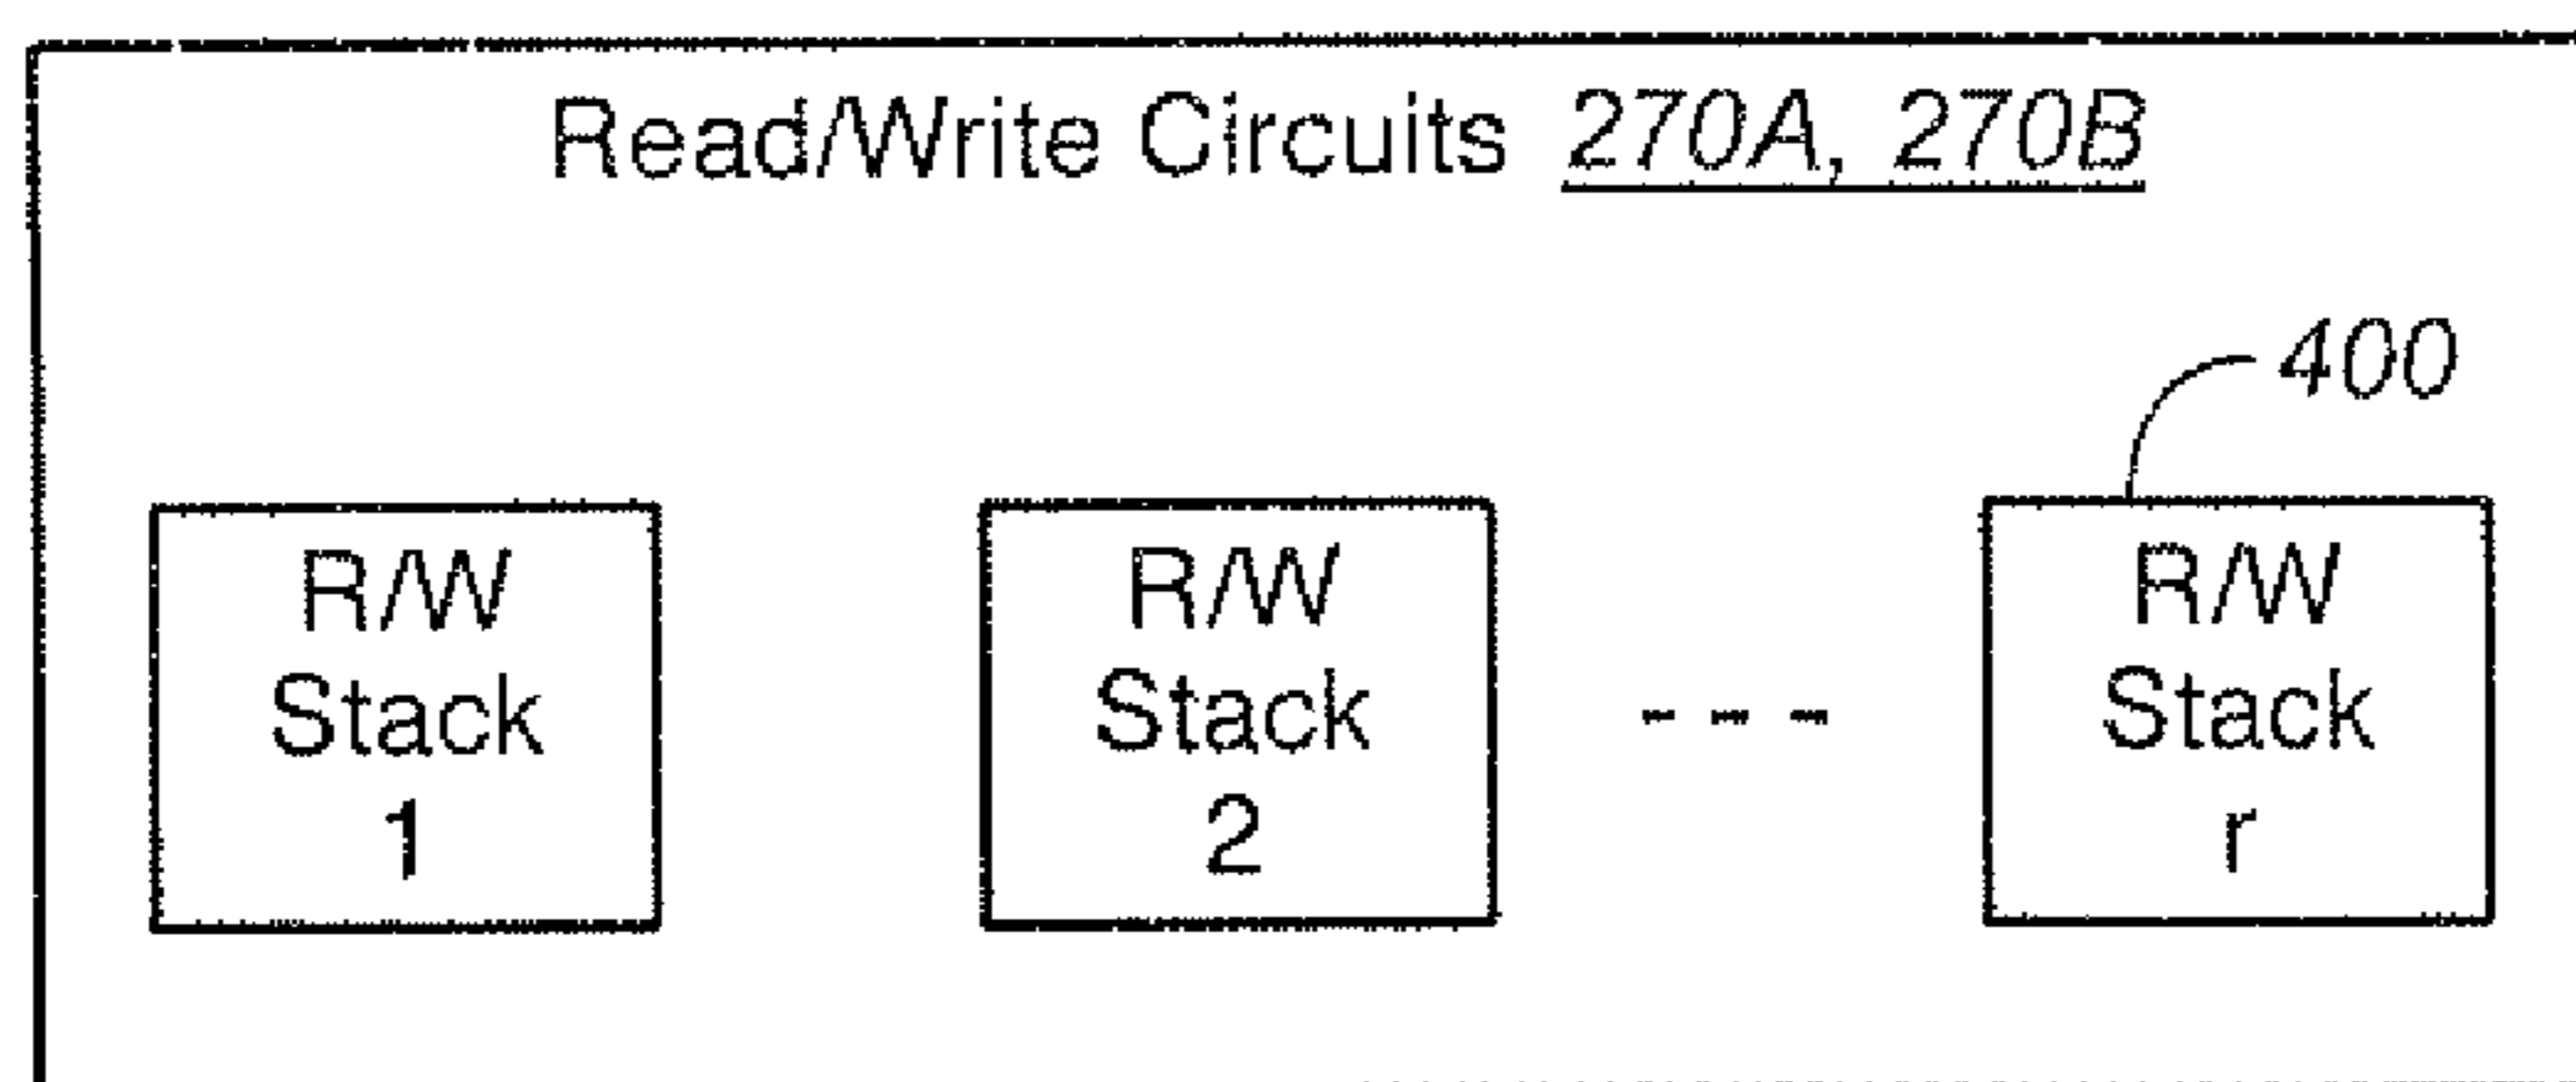 Read/Write Circuits 270A, 270B
400
R/W
Stack
1
R/W
Stack
2
R/W
Stack
r